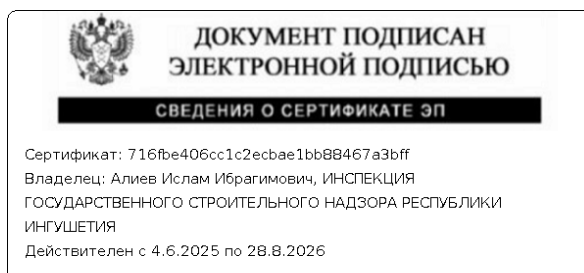 ДОКУМЕНТ ПОДПИСАН
ЭЛЕКТРОННОЙ ПОДПИСЬЮ
СВЕДЕНИЯ О СЕРТИФИКАТЕ ЭП
Сертификат: 716fbe406cc1c2ecbae1bb88467a3bff
Владелец: Алиев Ислам Ибрагимович, ИНСПЕКЦИЯ
ГОСУДАРСТВЕННОГО СТРОИТЕЛЬНОГО НАДЗОРА РЕСПУБЛИКИ
ИНГУШЕТИЯ
Действителен с 4.6.2025 по 28.8.2026